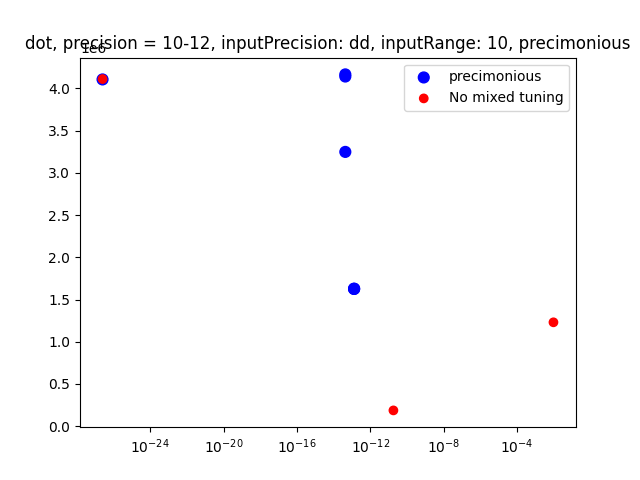 dot, precision = 10-12, inputPrecision: dd, inputRange: 10, precimonious
1e6
precimonious
No mixed tuning
4.0
3.5
3.0
2.5
2.0
1.5
1.0
0.5
0.0
10⁻²⁴ 10⁻²⁰ 10⁻¹⁶ 10⁻¹² 10⁻⁸ 10⁻⁴